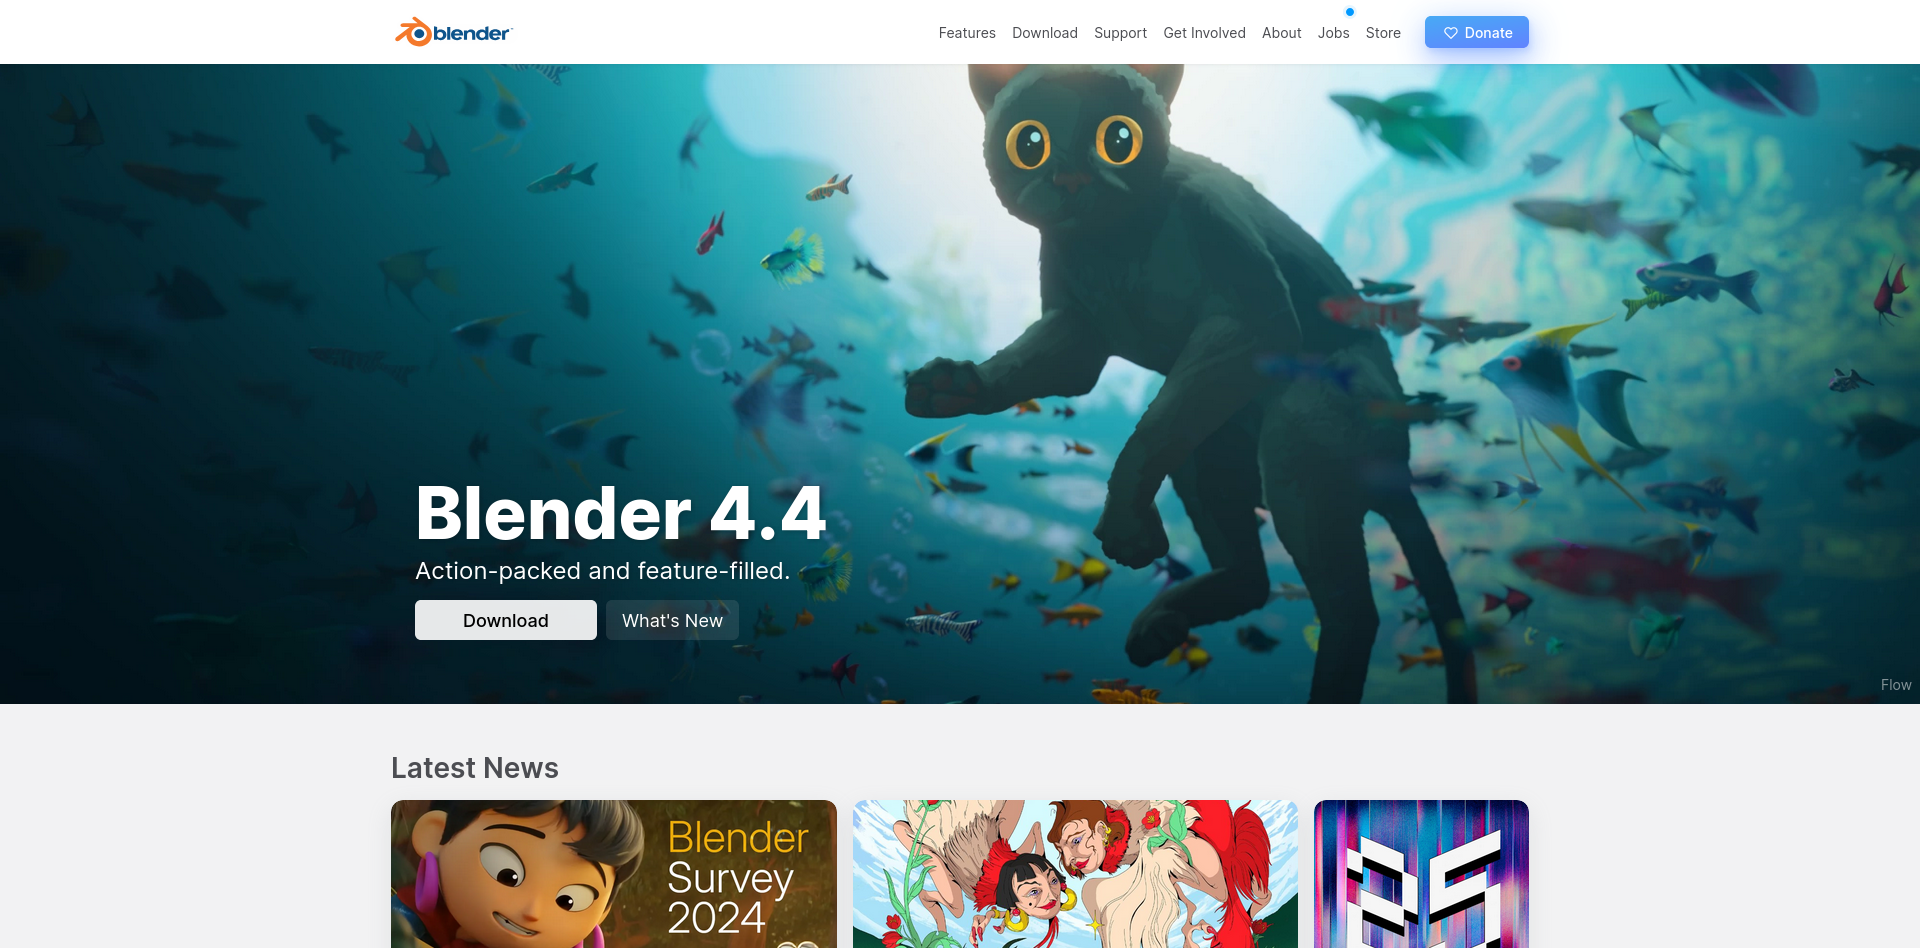 blender
Features Download Support Get Involved About Jobs Store Donate
Blender 4.4
Action-packed and feature-filled.
Download What's New
Flow
Latest News
Blender
Survey
2024